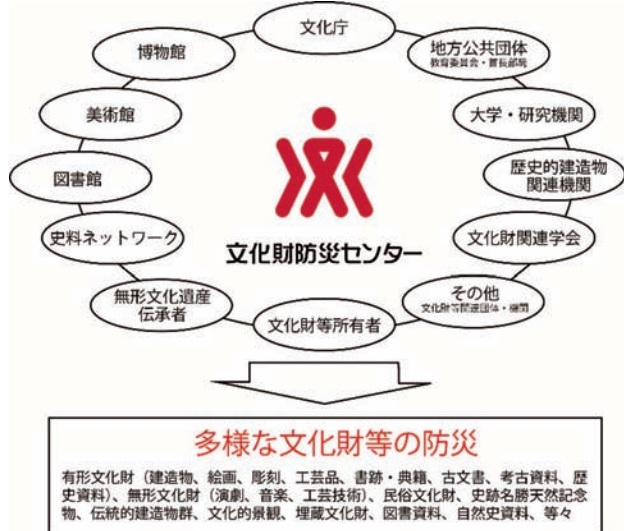 文化庁
博物館
地方公共団体
教育委員会・首長部局
美術館
大学・研究機関
図書館
歴史的建造物
関連機関
史料ネットワーク
文化財防災センター
文化財関連学会
無形文化遺産
伝承者
その他
文化財等関連団体・機関
文化財等所有者
多様な文化財等の防災
有形文化財（建造物、絵画、彫刻、工芸品、書跡・典籍、古文書、考古資料、歴
史資料）、無形文化財（演劇、音楽、工芸技術）、民俗文化財、史跡名勝天然記念
物、伝統的建造物群、文化的景観、埋蔵文化財、図書資料、自然史資料、等々